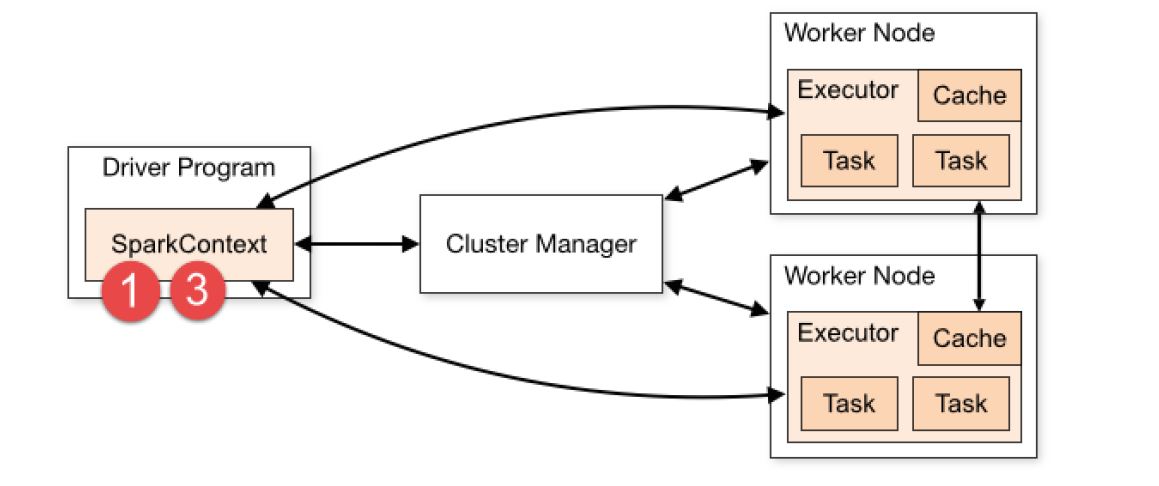 Driver Program
SparkContext
1 3
Cluster Manager
Worker Node
Executor
Cache
Task Task
Worker Node
Executor
Cache
Task Task